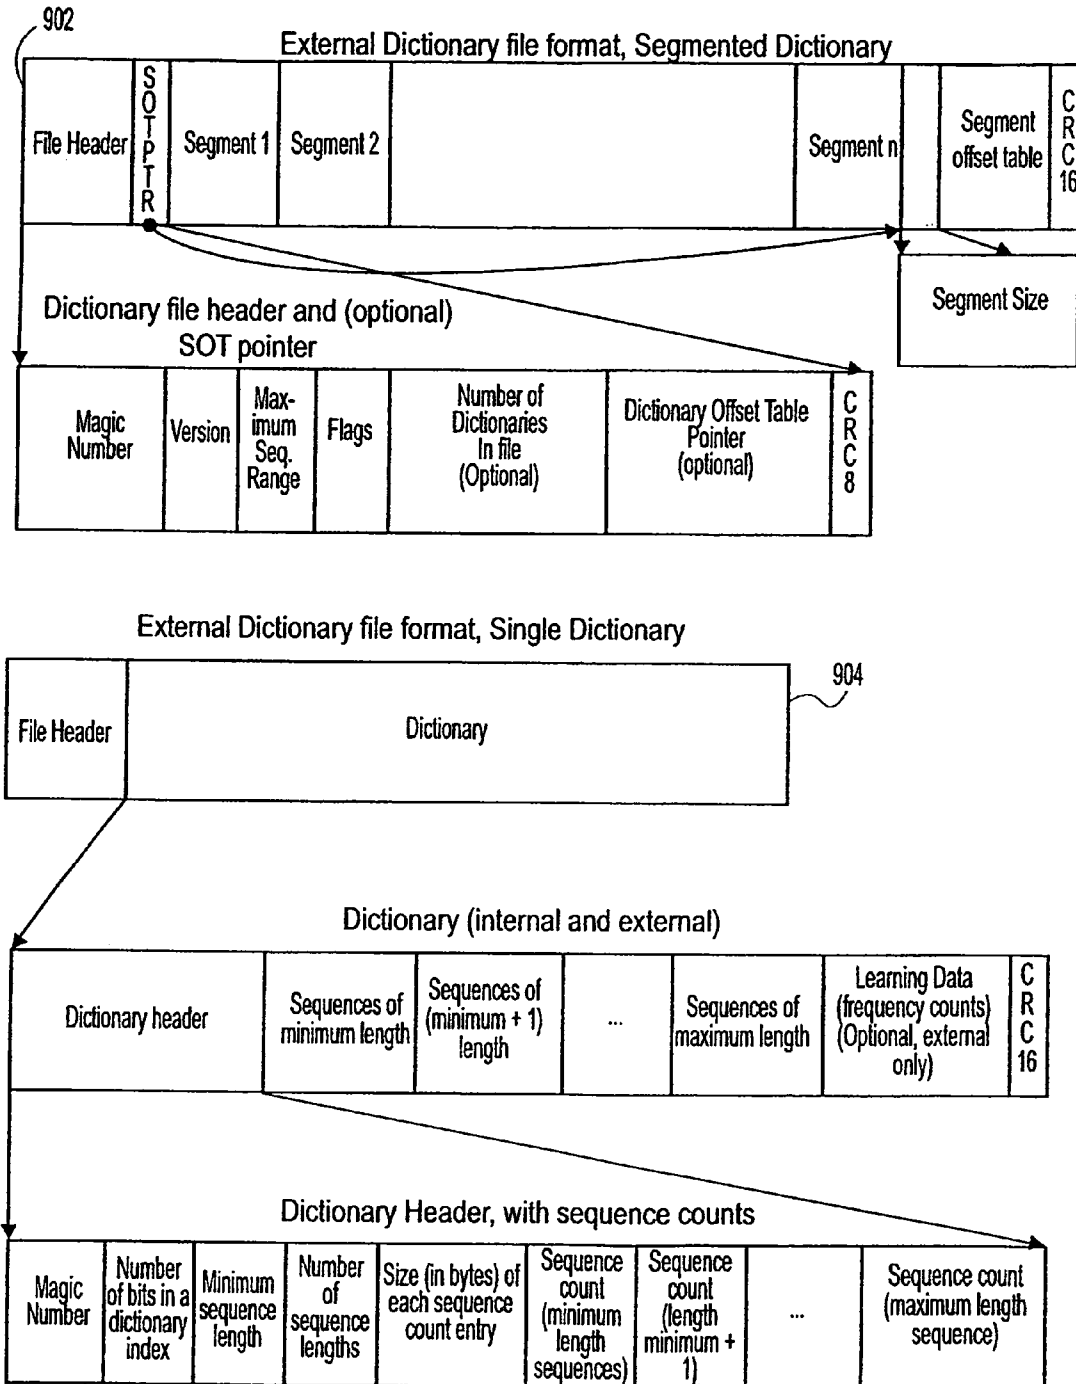 902
External Dictionary file format, Segmented Dictionary
File Header
SOTPTR
Segment 1
Segment 2
Segment n
Segment
offset table
CRC16
Segment Size
Dictionary file header and (optional)
SOT pointer
Magic
Number
Version
Max-
imum
Seq.
Range
Flags
Number of
Dictionaries
In file
(Optional)
Dictionary Offset Table
Pointer
(optional)
CRC8
External Dictionary file format, Single Dictionary
904
File Header
Dictionary
Dictionary (internal and external)
Dictionary header
Sequences of
minimum length
Sequences of
(minimum + 1)
length
...
Sequences of
maximum length
Learning Data
(frequency counts)
(Optional, external
only)
CRC16
Dictionary Header, with sequence counts
Magic
Number
Number
of bits in a
dictionary
index
Minimum
sequence
length
Number
of
sequence
lengths
Size (in bytes) of
each sequence
count entry
Sequence
count
(minimum
length
sequences)
Sequence
count
(length
minimum +
1)
...
Sequence count
(maximum length
sequence)